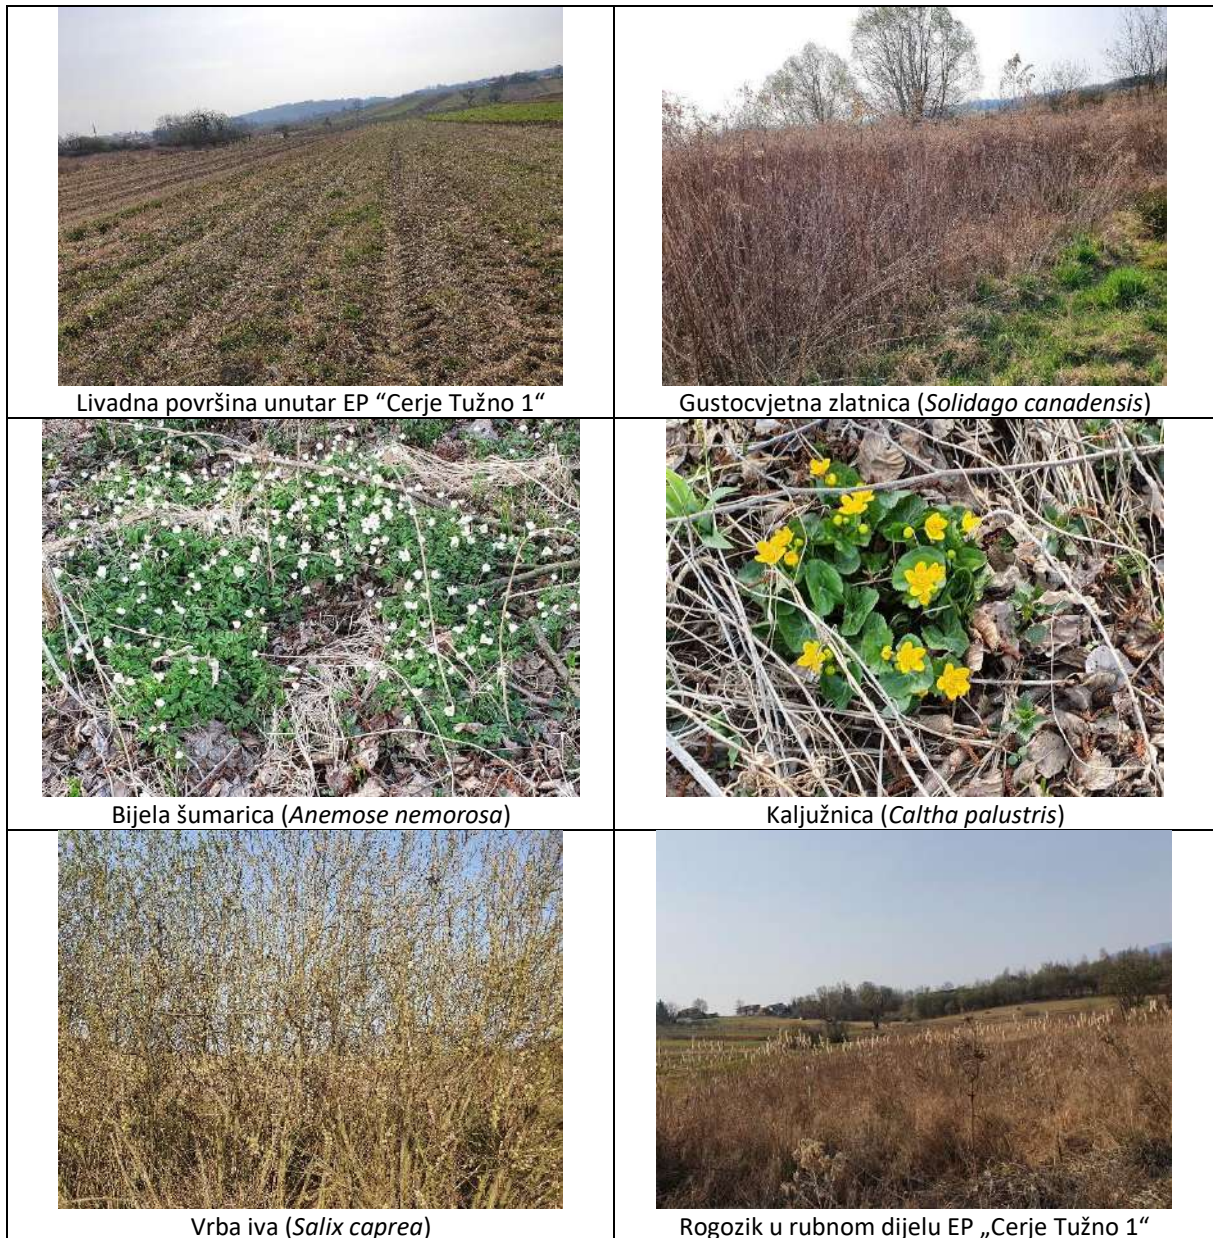 Livadna površina unutar EP “Cerje Tužno 1“
Gustocvjetna zlatnica (Solidago canadensis)
Bijela šumarica (Anemose nemorosa)
Kaljužnica (Caltha palustris)
Vrba iva (Salix caprea)
Rogozik u rubnom dijelu EP „Cerje Tužno 1“